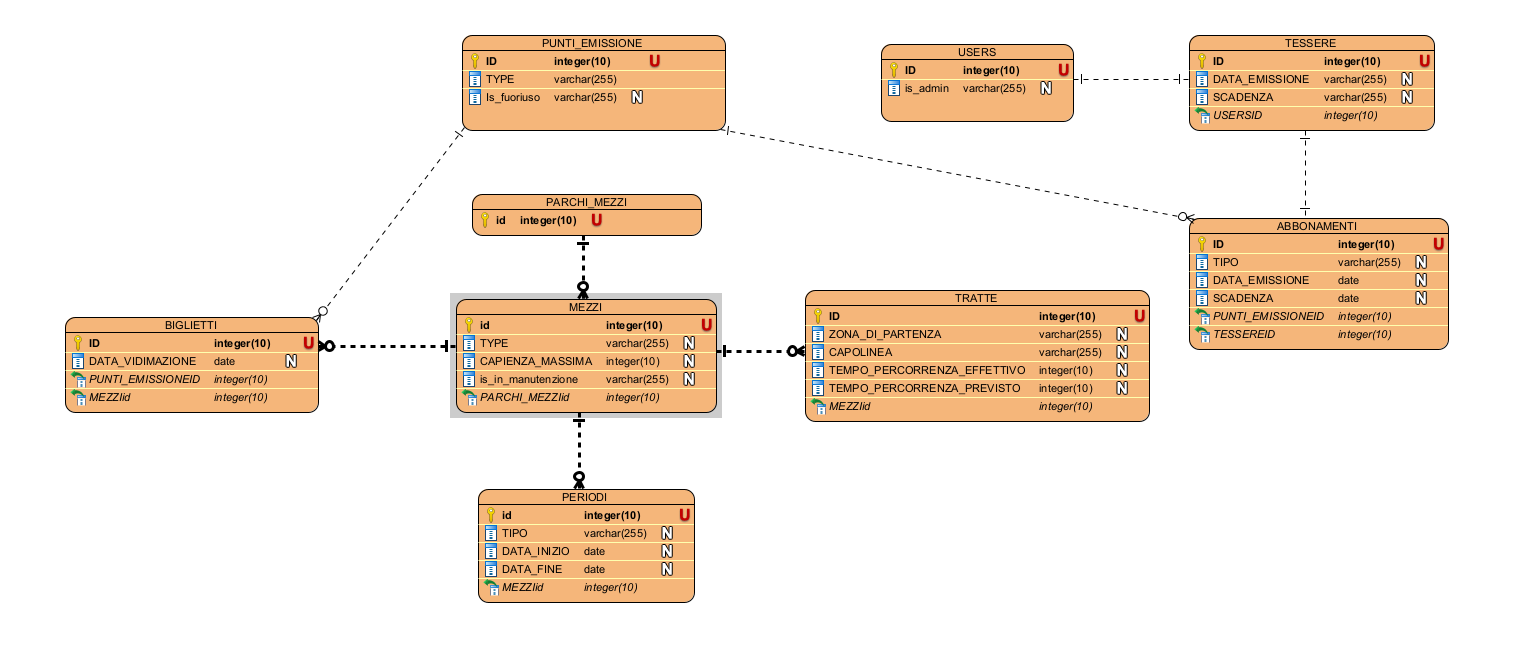 PUNTI_EMISSIONE
ID integer(10) U
TYPE varchar(255)
Is_fuoriuso varchar(255) N
USERS
ID integer(10) U
is_admin varchar(255) N
TESSERE
ID integer(10) U
DATA_EMISSIONE varchar(255) N
SCADENZA varchar(255) N
USERSID integer(10)
PARCHI_MEZZI
id integer(10) U
ABBONAMENTI
ID integer(10) U
TIPO varchar(255) N
DATA_EMISSIONE date N
SCADENZA date N
PUNTI_EMISSIONEID integer(10)
TESSEREID integer(10)
BIGLIETTI
ID integer(10) U
DATA_VIDIMAZIONE date N
PUNTI_EMISSIONEID integer(10)
MEZZIid integer(10)
MEZZI
id integer(10) U
TYPE varchar(255) N
CAPIENZA_MASSIMA integer(10) N
is_in_manutenzione varchar(255) N
PARCHI_MEZZIid integer(10)
TRATTE
ID integer(10) U
ZONA_DI_PARTENZA varchar(255) N
CAPOLINEA varchar(255) N
TEMPO_PERCORRENZA_EFFETTIVO integer(10) N
TEMPO_PERCORRENZA_PREVISTO integer(10) N
MEZZIid integer(10)
PERIODI
id integer(10) U
TIPO varchar(255) N
DATA_INIZIO date N
DATA_FINE date N
MEZZIid integer(10)